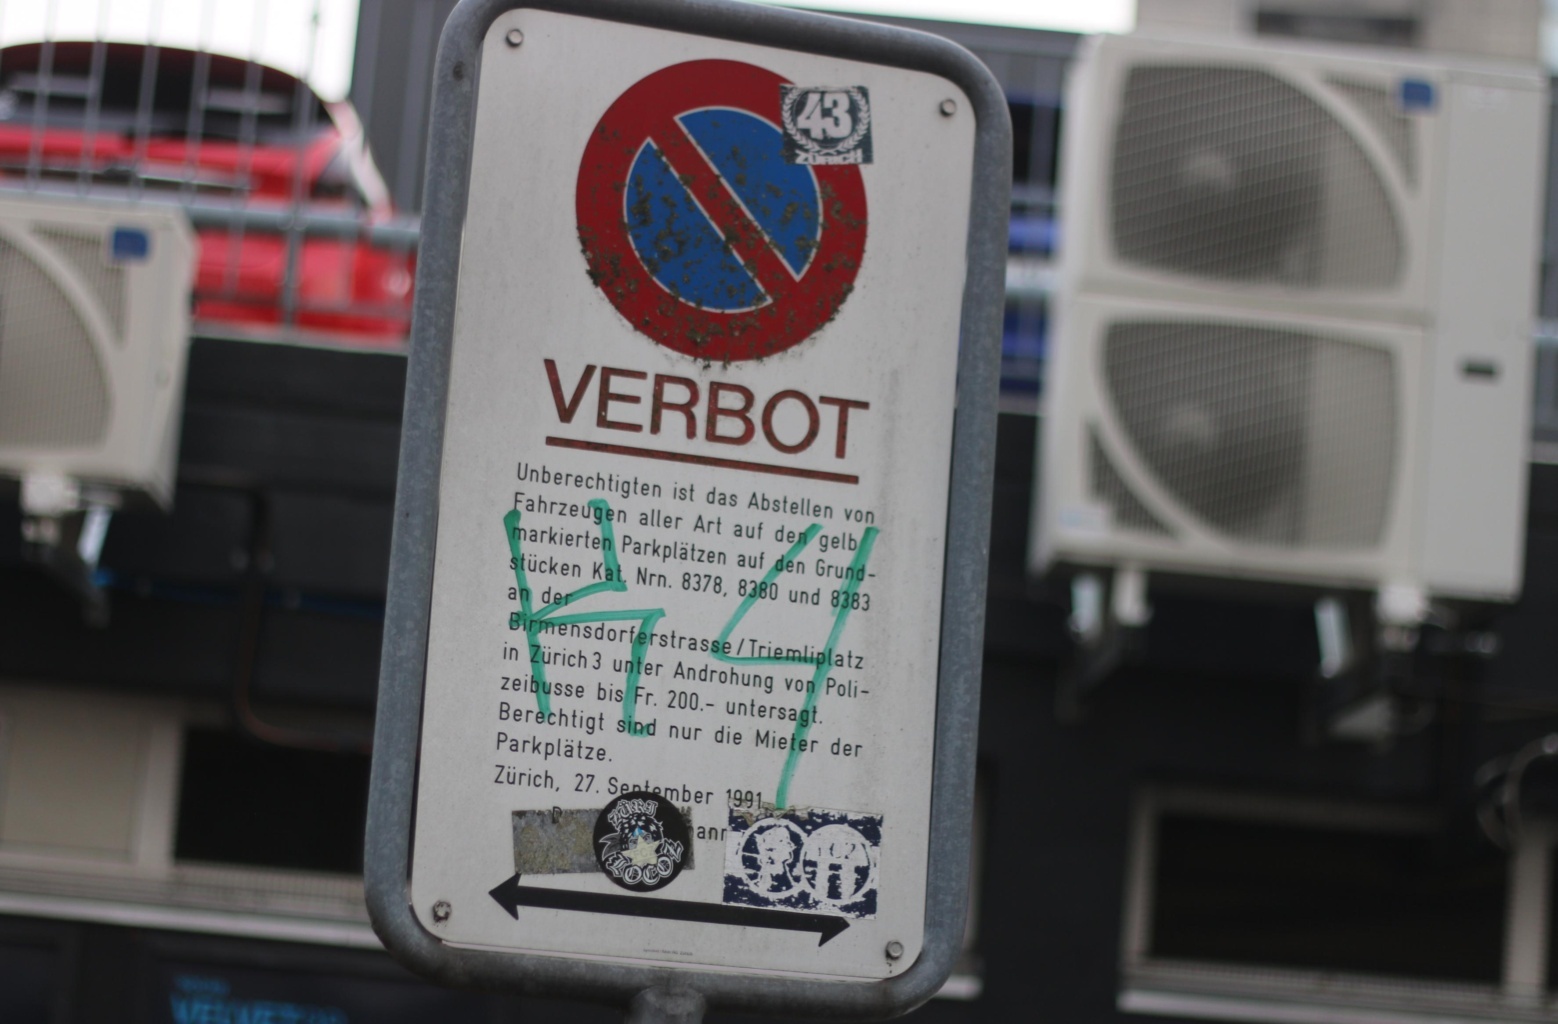 43
ZÜRICH
VERBOT
Unberechtigten ist das Abstellen von
Fahrzeugen aller Art auf den gelb
markierten Parkplätzen auf den Grund-
stücken Kat. Nrn. 8378, 8380 und 8383
an der
Birmensdorferstrasse/Triemliplatz
in Zürich 3 unter Androhung von Poli-
zeibusse bis Fr. 200.- untersagt.
Berechtigt sind nur die Mieter der
Parkplätze.
Zürich, 27. September 1991
K4